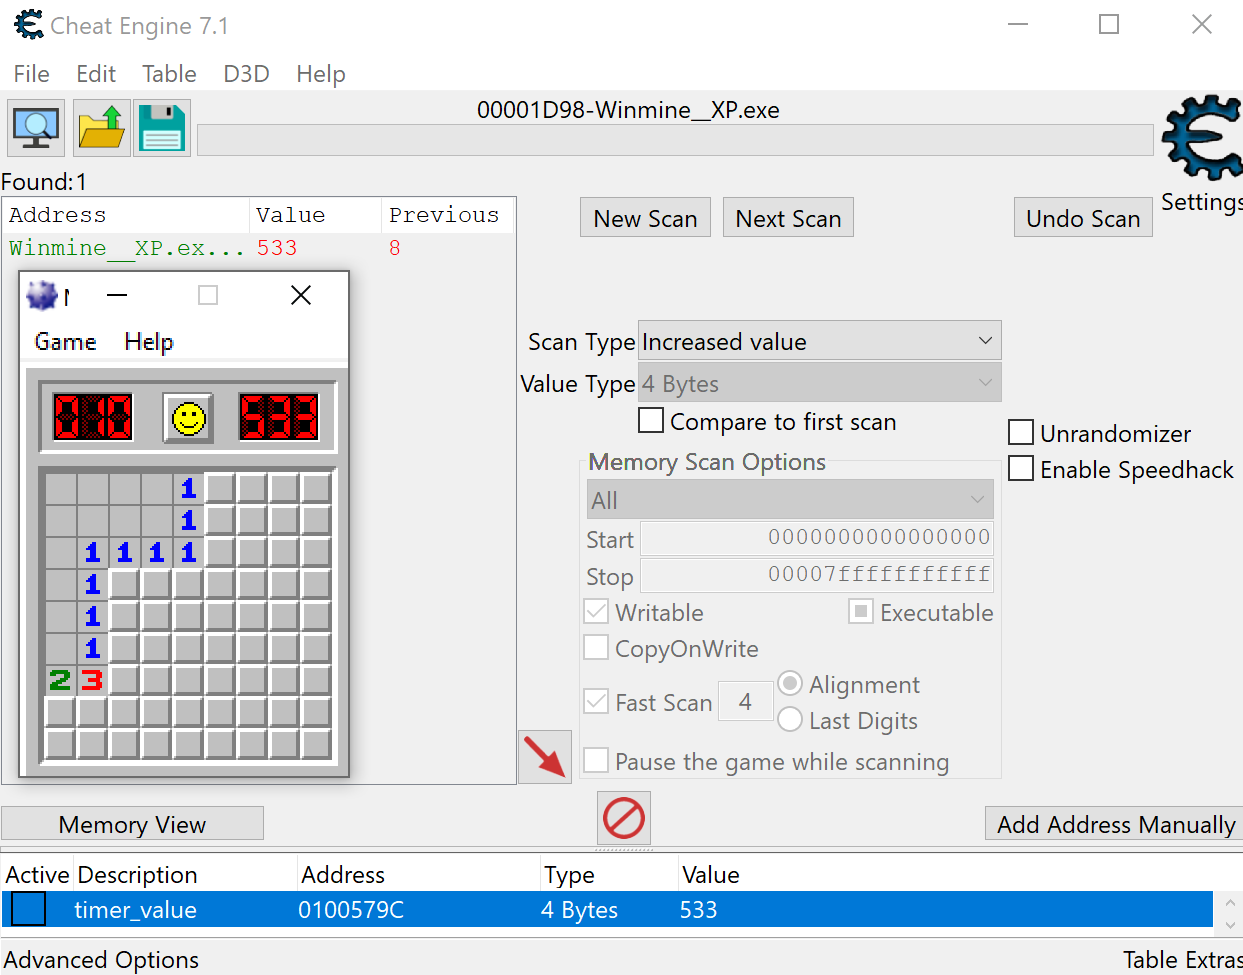 Cheat Engine 7.1
File Edit Table D3D Help
00001D98-Winmine__XP.exe
Found:1
Settings
Address Value Previous
Winmine__XP.ex... 533 8
New Scan Next Scan Undo Scan
Game Help
010 533
1
1
1 1 1 1
1
1
1
2 3
Scan Type Increased value
Value Type 4 Bytes
Compare to first scan
Unrandomizer
Enable Speedhack
Memory Scan Options
All
Start 0000000000000000
Stop 00007fffffffffff
Writable Executable
CopyOnWrite
Fast Scan 4 Alignment
Last Digits
Pause the game while scanning
Memory View Add Address Manually
Active Description Address Type Value
timer_value 0100579C 4 Bytes 533
Advanced Options Table Extras